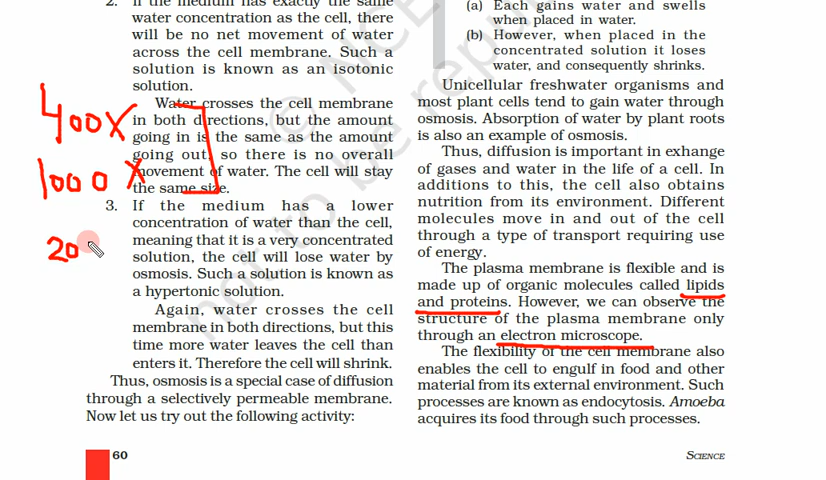 2. If the medium has exactly the same
water concentration as the cell, there
will be no net movement of water
across the cell membrane. Such a
solution is known as an isotonic
solution.
Water crosses the cell membrane
in both directions, but the amount
going in is the same as the amount
going out, so there is no overall
movement of water. The cell will stay
the same size.
400x
1000 x
20
3. If the medium has a lower
concentration of water than the cell,
meaning that it is a very concentrated
solution, the cell will lose water by
osmosis. Such a solution is known as
a hypertonic solution.
Again, water crosses the cell
membrane in both directions, but this
time more water leaves the cell than
enters it. Therefore the cell will shrink.
Thus, osmosis is a special case of diffusion
through a selectively permeable membrane.
Now let us try out the following activity:
(a) Each gains water and swells
when placed in water.
(b) However, when placed in the
concentrated solution it loses
water, and consequently shrinks.
Unicellular freshwater organisms and
most plant cells tend to gain water through
osmosis. Absorption of water by plant roots
is also an example of osmosis.
Thus, diffusion is important in exhange
of gases and water in the life of a cell. In
additions to this, the cell also obtains
nutrition from its environment. Different
molecules move in and out of the cell
through a type of transport requiring use
of energy.
The plasma membrane is flexible and is
made up of organic molecules called lipids
and proteins. However, we can observe the
structure of the plasma membrane only
through an electron microscope.
The flexibility of the cell membrane also
enables the cell to engulf in food and other
material from its external environment. Such
processes are known as endocytosis. Amoeba
acquires its food through such processes.
60
SCIENCE